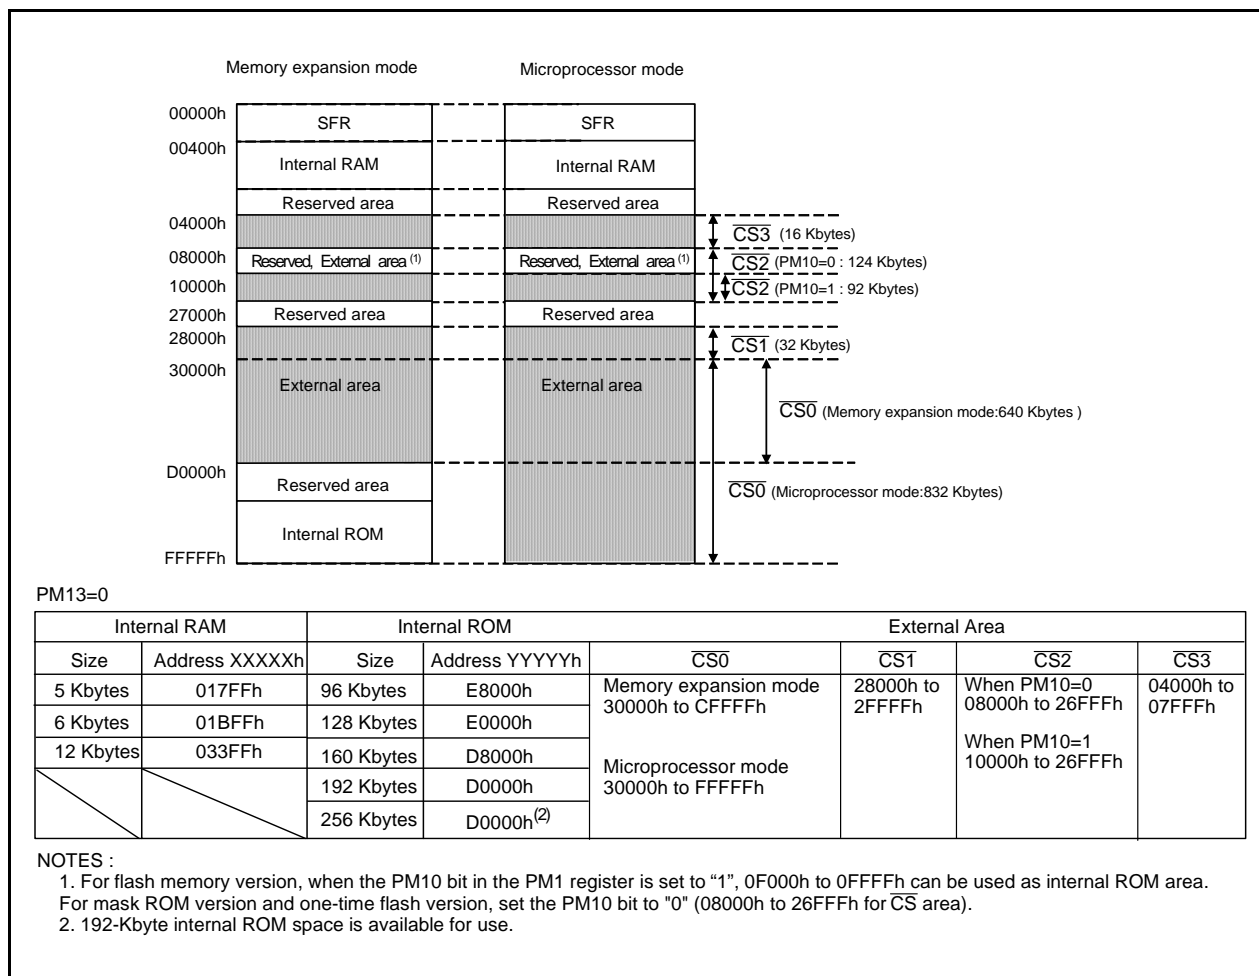 Memory expansion mode
Microprocessor mode
00000h
SFR
SFR
00400h
Internal RAM
Internal RAM
Reserved area
Reserved area
04000h
CS3 (16 Kbytes)
08000h
Reserved, External area (1)
Reserved, External area (1)
CS2 (PM10=0 : 124 Kbytes)
10000h
CS2 (PM10=1 : 92 Kbytes)
27000h
Reserved area
Reserved area
28000h
CS1 (32 Kbytes)
30000h
External area
External area
CS0 (Memory expansion mode:640 Kbytes )
D0000h
Reserved area
CS0 (Microprocessor mode:832 Kbytes)
Internal ROM
FFFFFh
PM13=0
Internal RAM
Internal ROM
External Area
Size
Address XXXXXh
Size
Address YYYYYh
CS0
CS1
CS2
CS3
5 Kbytes
017FFh
96 Kbytes
E8000h
Memory expansion mode
30000h to CFFFFh
28000h to
2FFFFh
When PM10=0
08000h to 26FFFh
04000h to
07FFFh
6 Kbytes
01BFFh
128 Kbytes
E0000h
12 Kbytes
033FFh
160 Kbytes
D8000h
Microprocessor mode
30000h to FFFFFh
When PM10=1
10000h to 26FFFh
192 Kbytes
D0000h
256 Kbytes
D0000h(2)
NOTES :
1. For flash memory version, when the PM10 bit in the PM1 register is set to “1”, 0F000h to 0FFFFh can be used as internal ROM area.
For mask ROM version and one-time flash version, set the PM10 bit to "0" (08000h to 26FFFh for CS area).
2. 192-Kbyte internal ROM space is available for use.